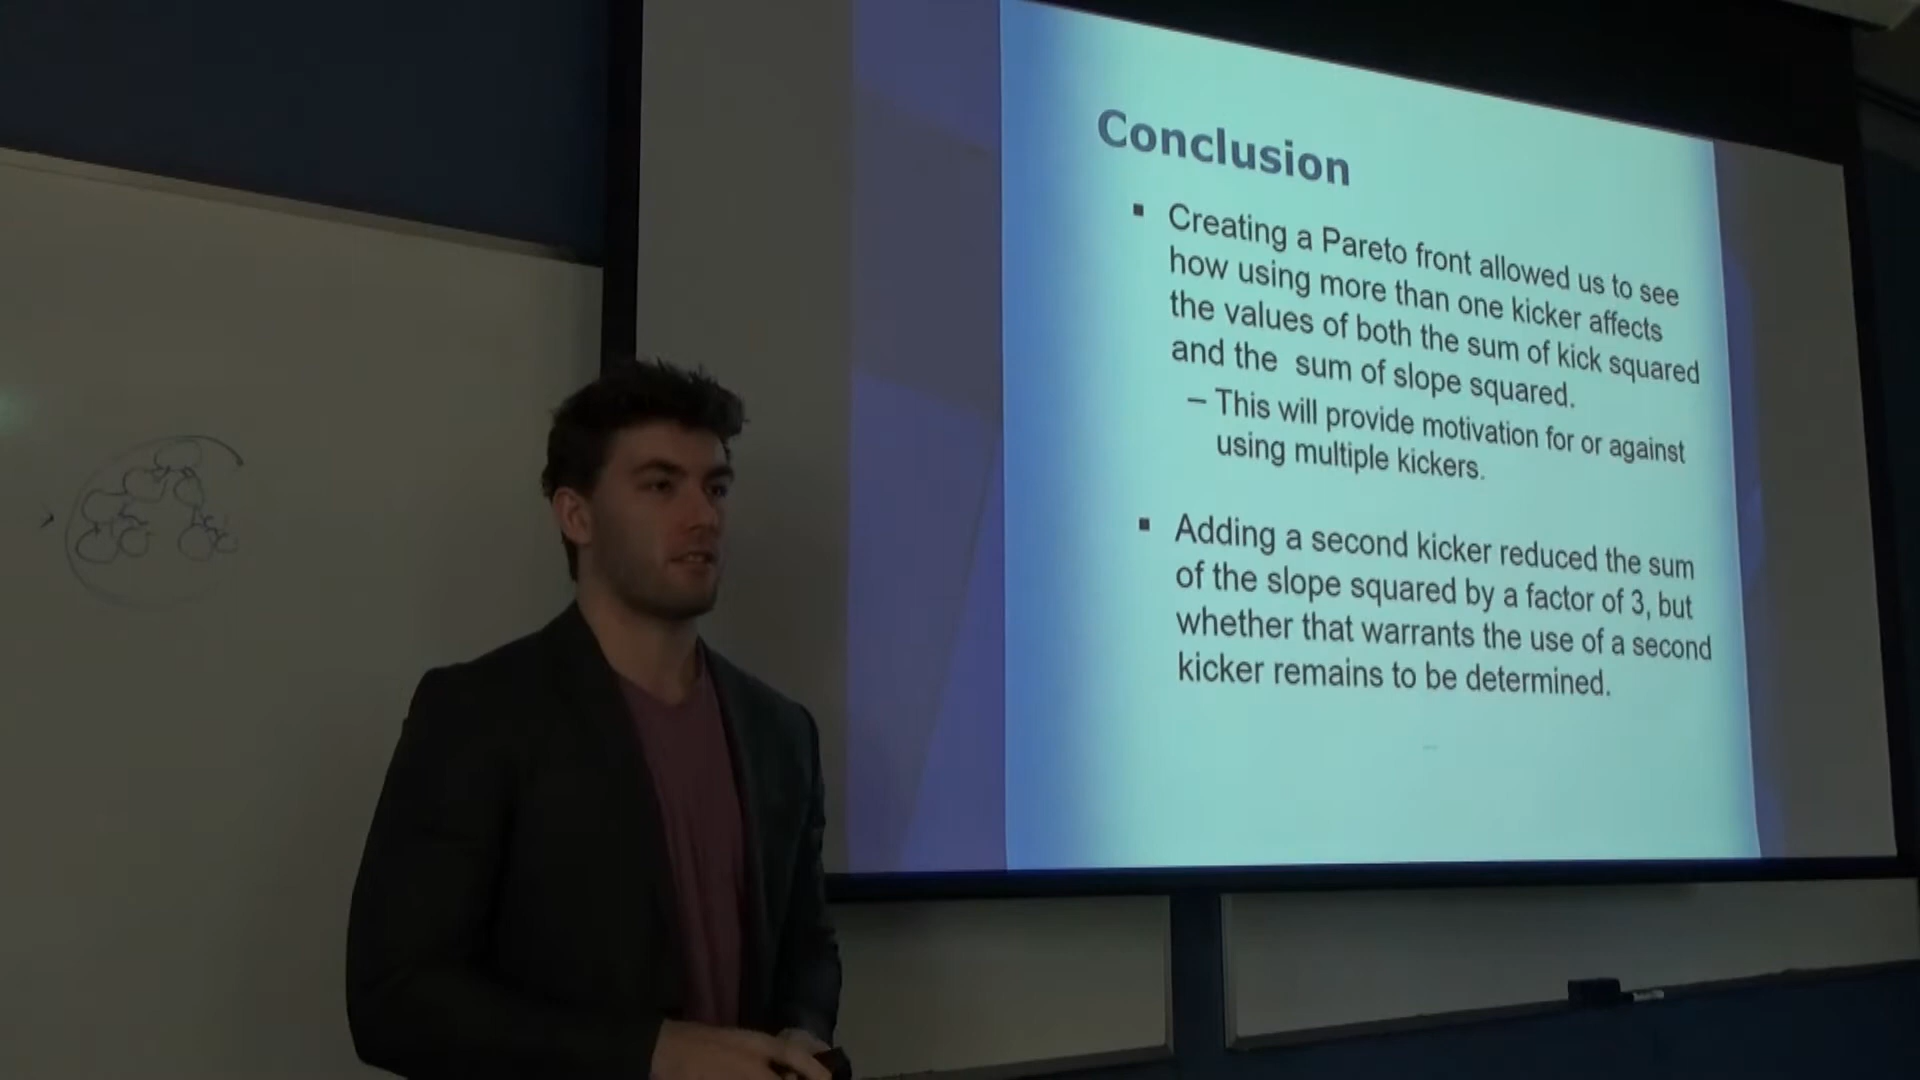 Conclusion
▪ Creating a Pareto front allowed us to see
how using more than one kicker affects
the values of both the sum of kick squared
and the sum of slope squared.
– This will provide motivation for or against
using multiple kickers.
▪ Adding a second kicker reduced the sum
of the slope squared by a factor of 3, but
whether that warrants the use of a second
kicker remains to be determined.